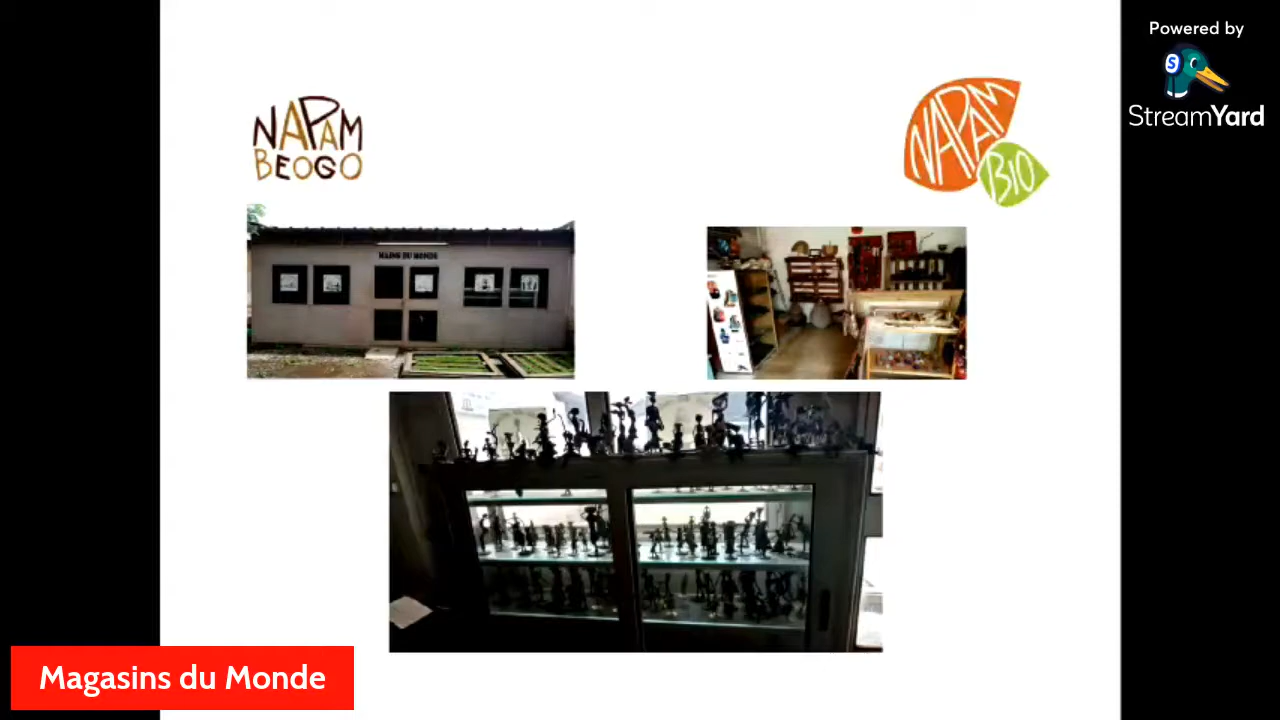 Powered by
StreamYard
NAPAM
BEOGO
NAPAM
BIO
MAINS DU MONDE
Magasins du Monde